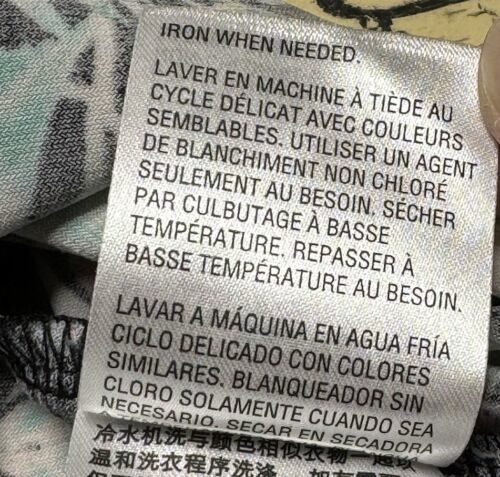 IRON WHEN NEEDED.
LAVER EN MACHINE À TIÈDE AU
CYCLE DÉLICAT AVEC COULEURS
SEMBLABLES. UTILISER UN AGENT
DE BLANCHIMENT NON CHLORÉ
SEULEMENT AU BESOIN. SÉCHER
PAR CULBUTAGE À BASSE
TEMPÉRATURE. REPASSER À
BASSE TEMPÉRATURE AU BESOIN.
LAVAR A MÁQUINA EN AGUA FRÍA
CICLO DELICADO CON COLORES
SIMILARES. BLANQUEADOR SIN
CLORO SOLAMENTE CUANDO SEA
NECESARIO. SECAR EN SECADORA
冷水机洗与颜色相似衣物一起以
温和洗衣程序洗涤